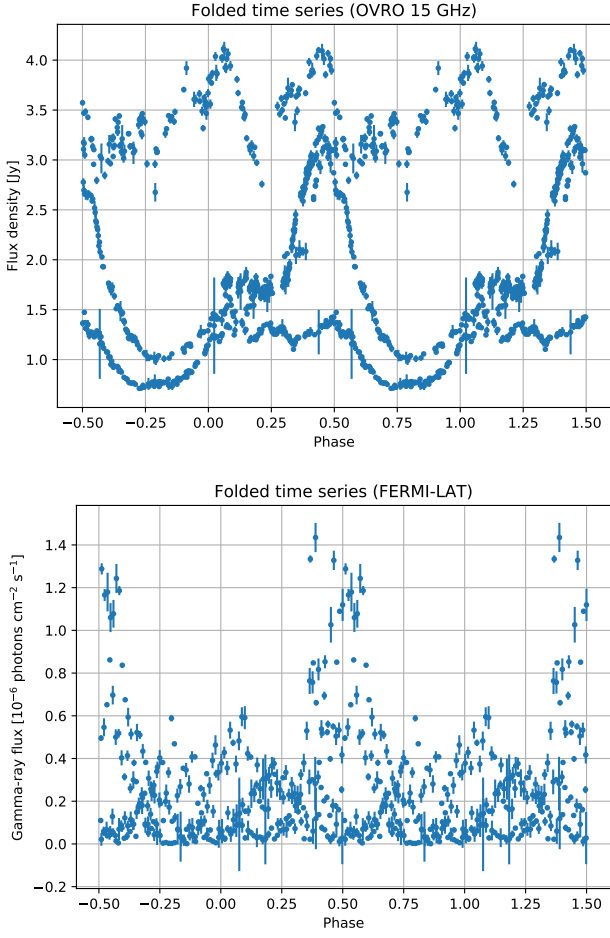 Folded time series (OVRO 15 GHz)
4.0
3.5
3.0
2.5
2.0
1.5
1.0
Flux density [Jy]
−0.50 −0.25 0.00 0.25 0.50 0.75 1.00 1.25 1.50
Phase
Folded time series (FERMI-LAT)
1.4
1.2
1.0
0.8
0.6
0.4
0.2
0.0
−0.2
Gamma-ray flux [10⁻⁶ photons cm⁻² s⁻¹]
−0.50 −0.25 0.00 0.25 0.50 0.75 1.00 1.25 1.50
Phase